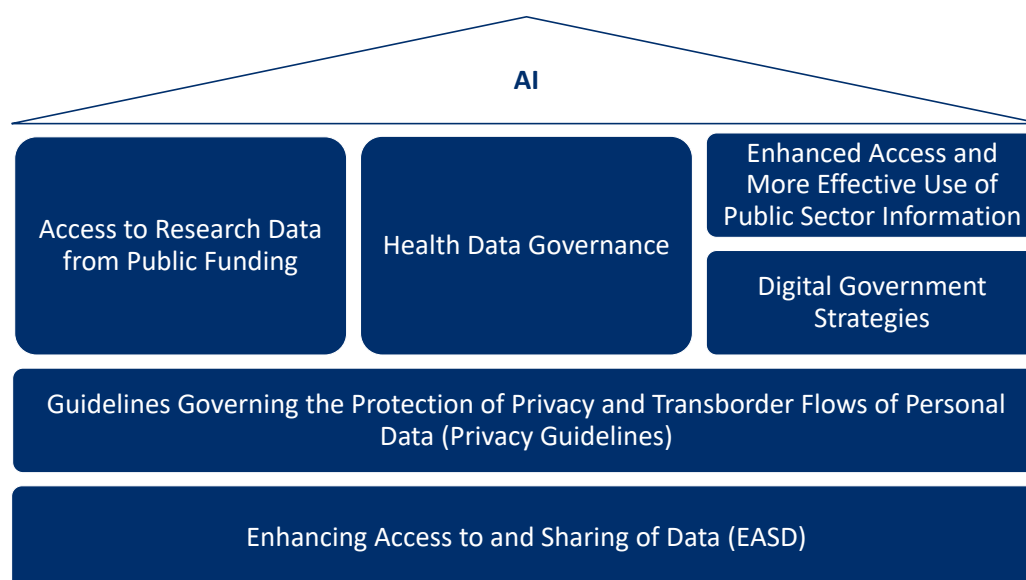 AI
Access to Research Data
from Public Funding
Health Data Governance
Enhanced Access and
More Effective Use of
Public Sector Information
Digital Government
Strategies
Guidelines Governing the Protection of Privacy and Transborder Flows of Personal
Data (Privacy Guidelines)
Enhancing Access to and Sharing of Data (EASD)